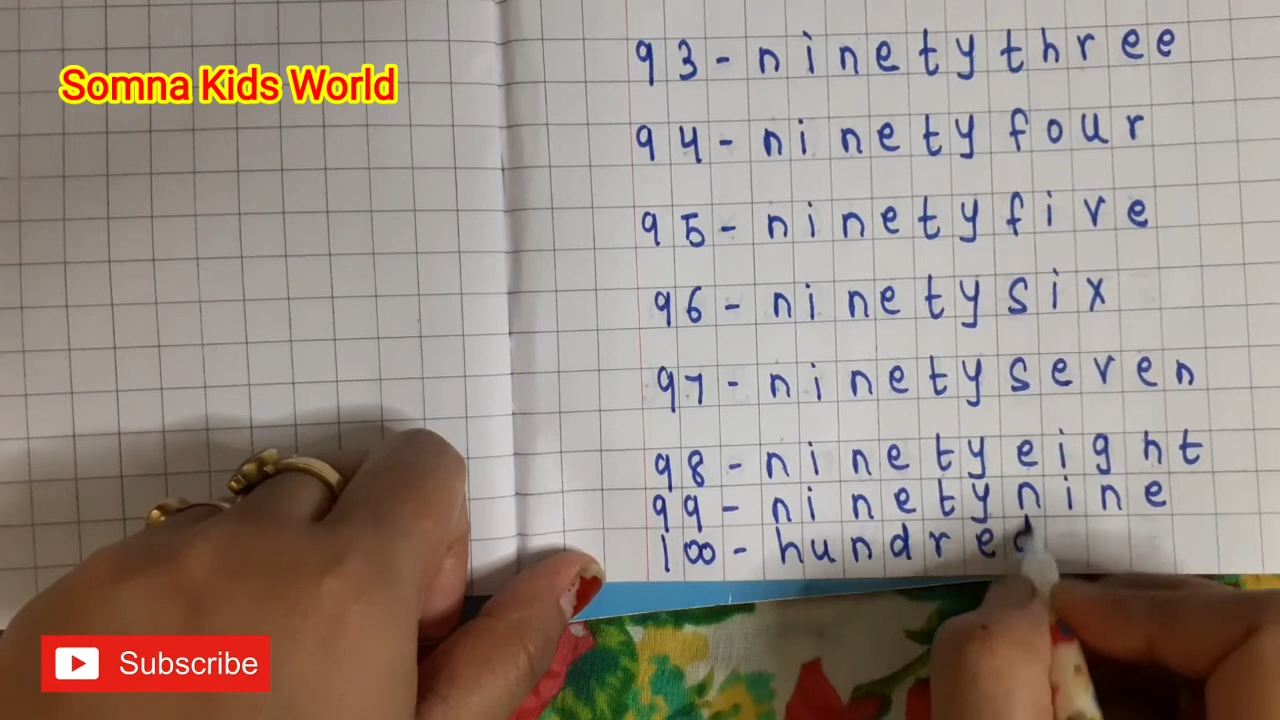 Somna Kids World
93 - ninety three
94 - ninety four
95 - ninety five
96 - ninety six
97 - ninety seven
98 - ninety eight
99 - ninety nine
100 - hundred
Subscribe